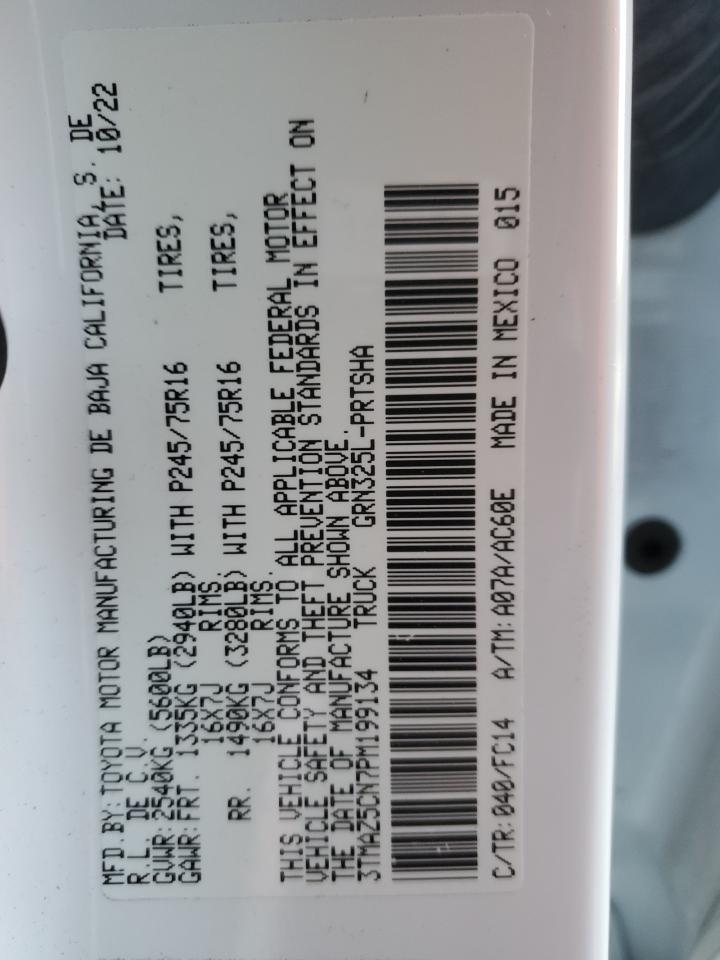 MFD.BY:TOYOTA MOTOR MANUFACTURING DE BAJA CALIFORNIA, S. DE
R.L. DE C.V. DATE: 10/22
GVWR:2540KG (5600LB)
GAWR:FRT. 1335KG (2940LB) WITH P245/75R16 TIRES,
16X7J RIMS.
RR. 1490KG (3280LB) WITH P245/75R16 TIRES,
16X7J RIMS.
THIS VEHICLE CONFORMS TO ALL APPLICABLE FEDERAL MOTOR
VEHICLE SAFETY AND THEFT PREVENTION STANDARDS IN EFFECT ON
THE DATE OF MANUFACTURE SHOWN ABOVE.
3TMAZ5CN7PM199134 TRUCK GRN325L-PRTSHA
C/TR:040/FC14 A/TM:A07A/AC60E MADE IN MEXICO 015